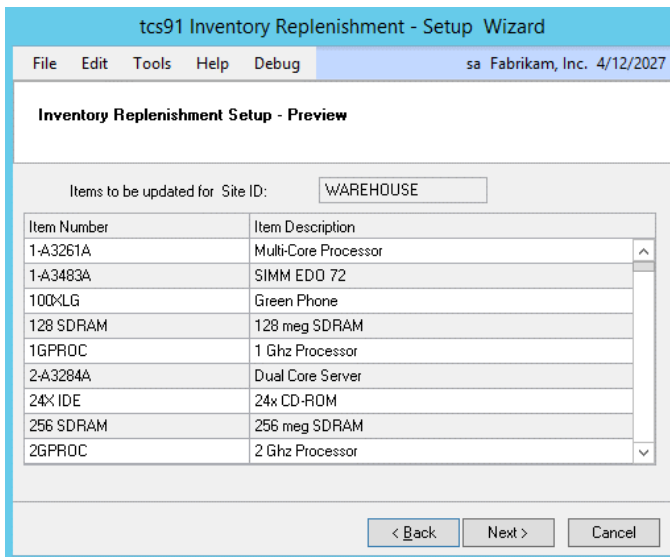 tcs91 Inventory Replenishment - Setup Wizard
File Edit Tools Help Debug sa Fabrikam, Inc. 4/12/2027
Inventory Replenishment Setup - Preview
Items to be updated for Site ID: WAREHOUSE
Item Number Item Description
1-A3261A Multi-Core Processor
1-A3483A SIMM EDO 72
100XLG Green Phone
128 SDRAM 128 meg SDRAM
1GPROC 1 Ghz Processor
2-A3284A Dual Core Server
24X IDE 24x CD-ROM
256 SDRAM 256 meg SDRAM
2GPROC 2 Ghz Processor
< Back Next > Cancel